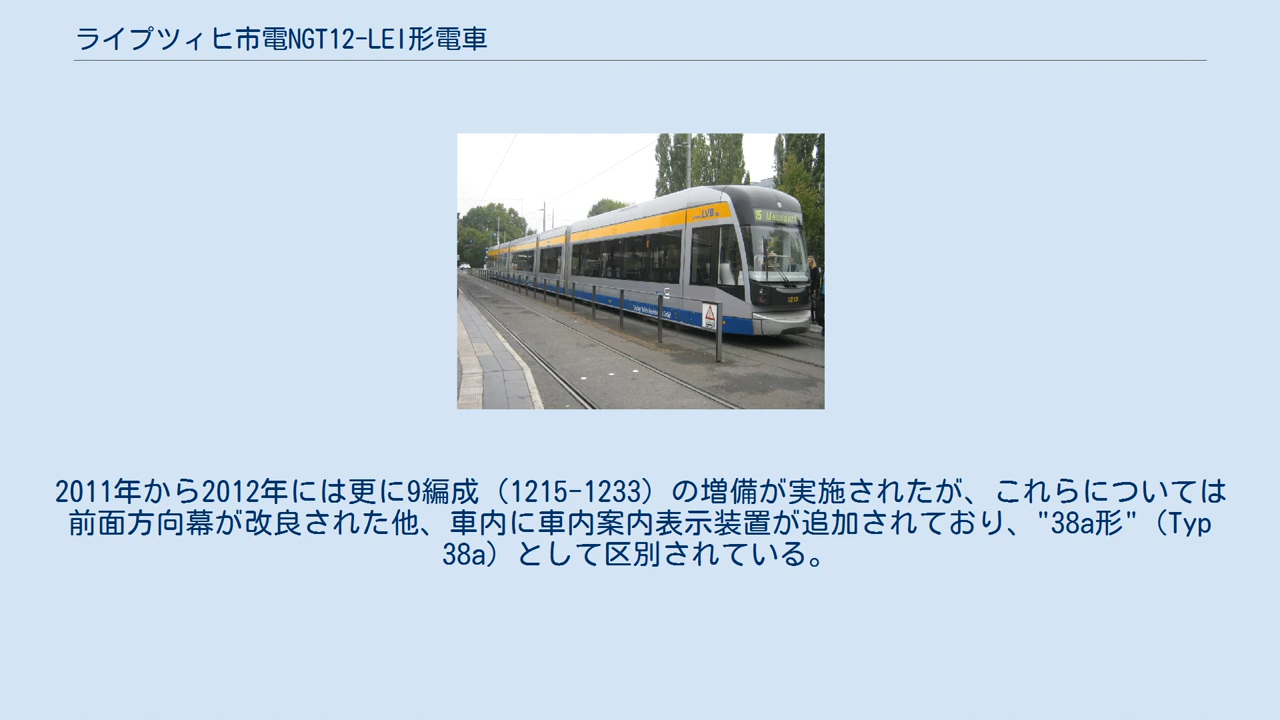 ライプツィヒ市電NGT12-LEI形電車
15 Meusdorf
LVB
1213
2011年から2012年には更に9編成（1215-1233）の増備が実施されたが、これらについては
前面方向幕が改良された他、車内に車内案内表示装置が追加されており、"38a形"（Typ
38a）として区別されている。